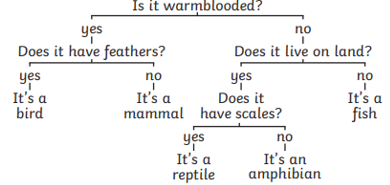 Is it warmblooded?
yes no
Does it have feathers? Does it live on land?
yes no yes no
It's a bird It's a mammal Does it have scales? It's a fish
yes no
It's a reptile It's an amphibian